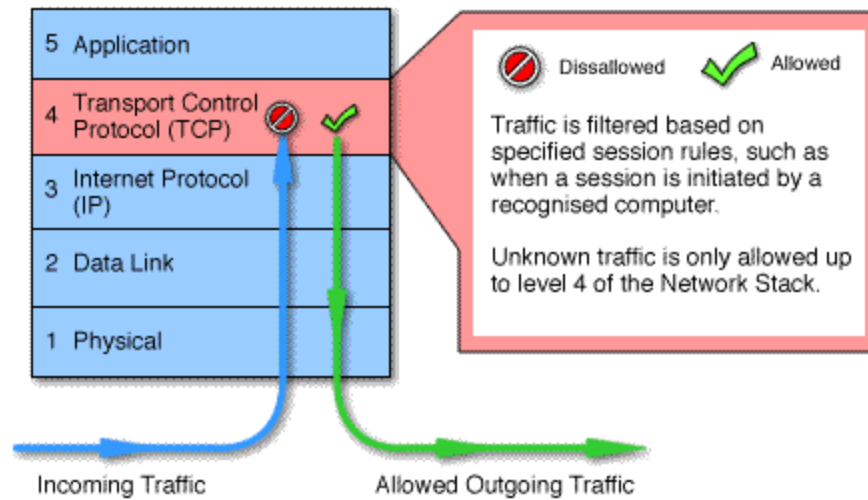 5 Application
4 Transport Control
Protocol (TCP)
3 Internet Protocol
(IP)
2 Data Link
1 Physical
Incoming Traffic
Allowed Outgoing Traffic
Dissallowed
Allowed
Traffic is filtered based on
specified session rules, such as
when a session is initiated by a
recognised computer.
Unknown traffic is only allowed up
to level 4 of the Network Stack.